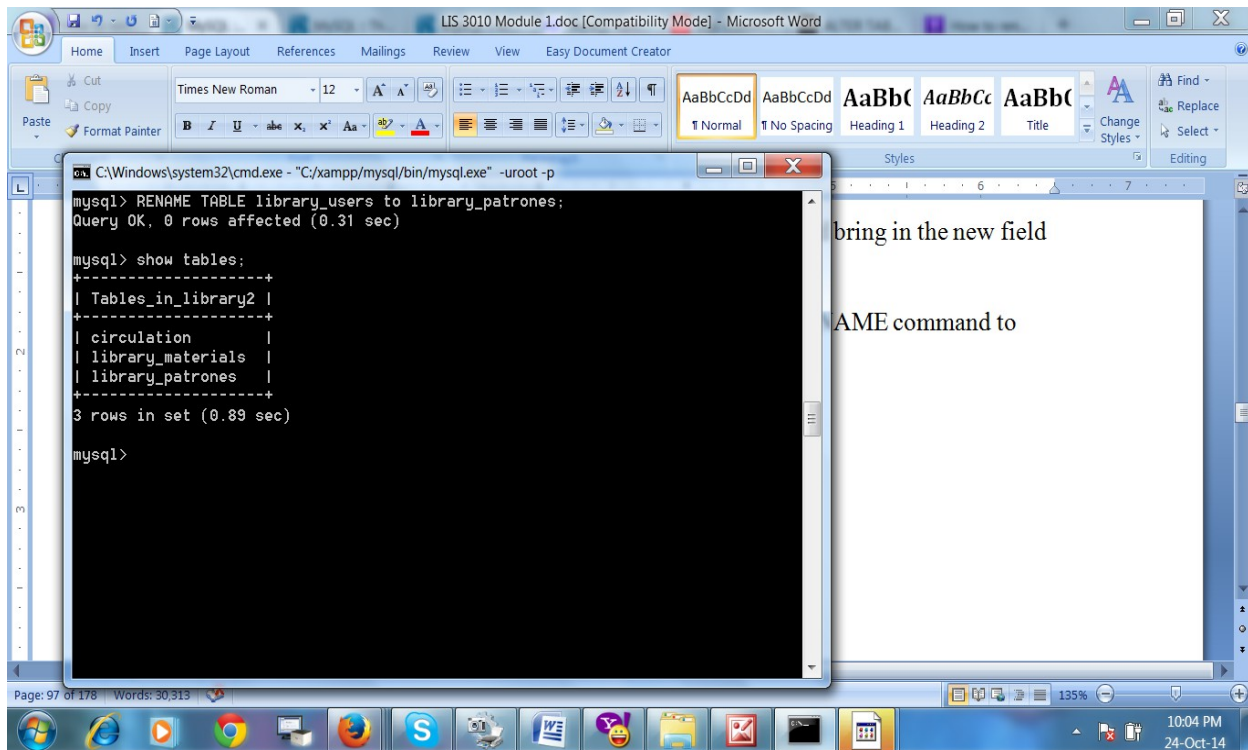 LIS 3010 Module 1.doc [Compatibility Mode] - Microsoft Word
Home Insert Page Layout References Mailings Review View Easy Document Creator
Cut
Copy
Format Painter
Paste
Times New Roman 12
AaBbCcDd AaBbCcDd AaBb( AaBbCc AaBb(
¶ Normal ¶ No Spacing Heading 1 Heading 2 Title
Change Styles
Styles
Find
Replace
Select
Editing
C:\Windows\system32\cmd.exe - "C:/xampp/mysql/bin/mysql.exe" -uroot -p
mysql> RENAME TABLE library_users to library_patrones;
Query OK, 0 rows affected (0.31 sec)
mysql> show tables;
+--------------------+
| Tables_in_library2 |
+--------------------+
| circulation |
| library_materials |
| library_patrones |
+--------------------+
3 rows in set (0.89 sec)
mysql>
bring in the new field
AME command to
Page: 97 of 178 Words: 30,313
135%
10:04 PM
24-Oct-14